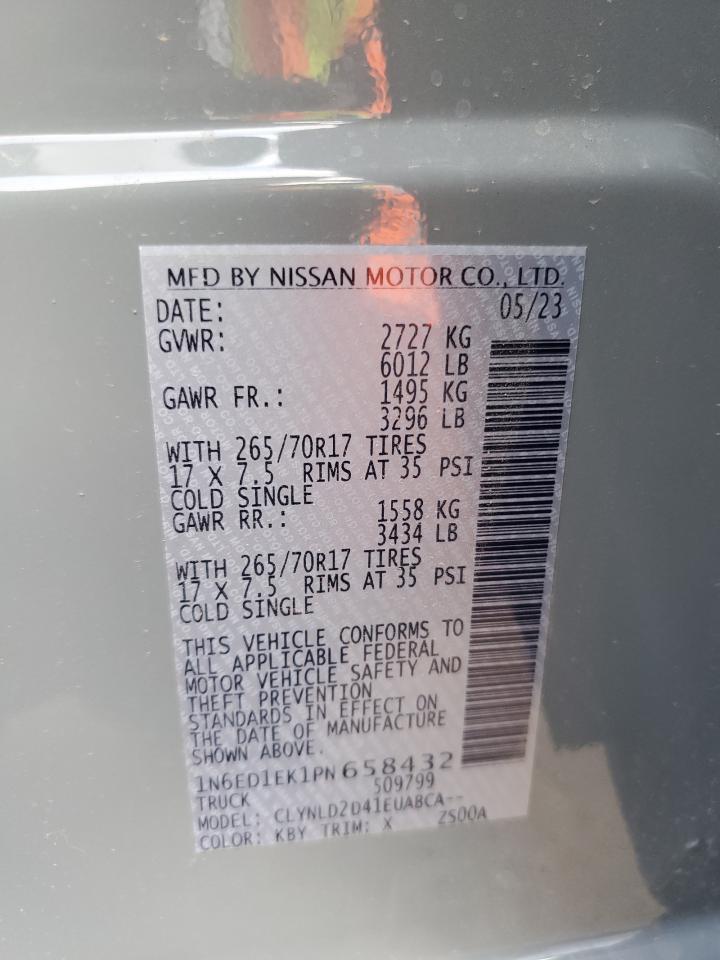 MFD BY NISSAN MOTOR CO., LTD.
DATE: 05/23
GVWR: 2727 KG
6012 LB
GAWR FR.: 1495 KG
3296 LB
WITH 265/70R17 TIRES
17 X 7.5 RIMS AT 35 PSI
COLD SINGLE
GAWR RR.: 1558 KG
3434 LB
WITH 265/70R17 TIRES
17 X 7.5 RIMS AT 35 PSI
COLD SINGLE
THIS VEHICLE CONFORMS TO
ALL APPLICABLE FEDERAL
MOTOR VEHICLE SAFETY AND
THEFT PREVENTION
STANDARDS IN EFFECT ON
THE DATE OF MANUFACTURE
SHOWN ABOVE.
1N6ED1EK1PN658432
TRUCK 509799
MODEL: CLYNLD2D41EUABCA--
COLOR: KBY TRIM: X ZS00A